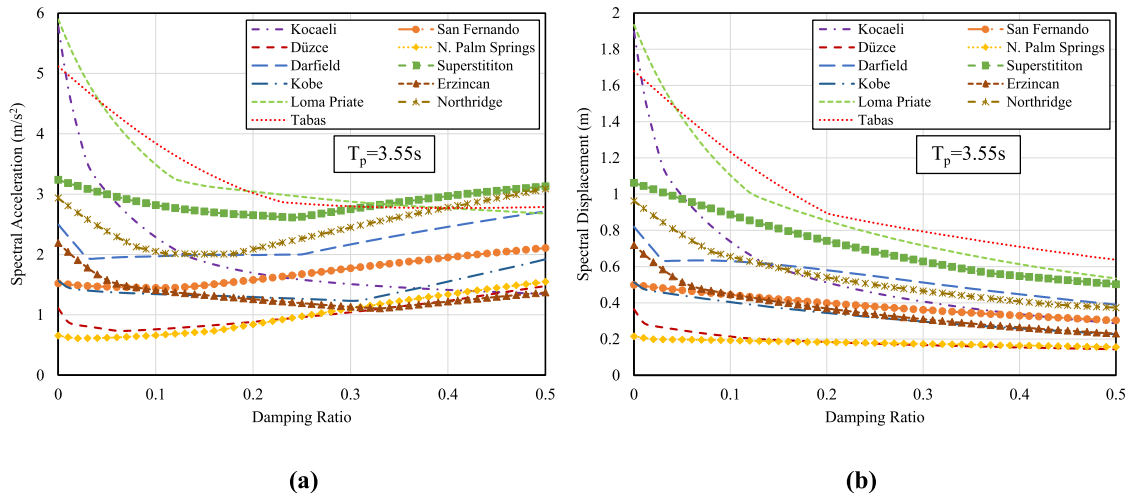 6
5
4
3
2
1
0
Spectral Acceleration (m/s²)
Kocaeli
San Fernando
Düzce
N. Palm Springs
Darfield
Superstititon
Kobe
Erzincan
Loma Priate
Northridge
Tabas
Tp=3.55s
0 0.1 0.2 0.3 0.4 0.5
Damping Ratio
(a)
2
1.8
1.6
1.4
1.2
1
0.8
0.6
0.4
0.2
0
Spectral Displacement (m)
Kocaeli
San Fernando
Düzce
N. Palm Springs
Darfield
Superstititon
Kobe
Erzincan
Loma Priate
Northridge
Tabas
Tp=3.55s
0 0.1 0.2 0.3 0.4 0.5
Damping Ratio
(b)